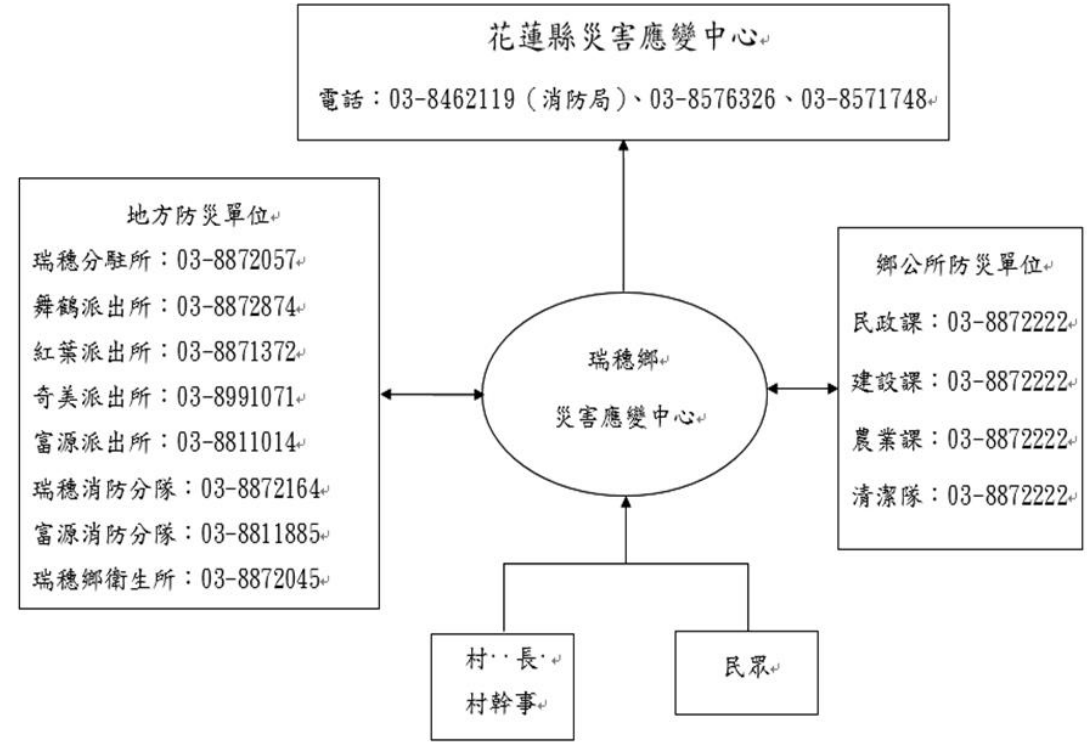 花蓮縣災害應變中心
電話：03-8462119（消防局）、03-8576326、03-8571748
地方防災單位
瑞穗分駐所：03-8872057
舞鶴派出所：03-8872874
紅葉派出所：03-8871372
奇美派出所：03-8991071
富源派出所：03-8811014
瑞穗消防分隊：03-8872164
富源消防分隊：03-8811885
瑞穗鄉衛生所：03-8872045
瑞穗鄉
災害應變中心
鄉公所防災單位
民政課：03-8872222
建設課：03-8872222
農業課：03-8872222
清潔隊：03-8872222
村‧‧長‧
村幹事
民眾